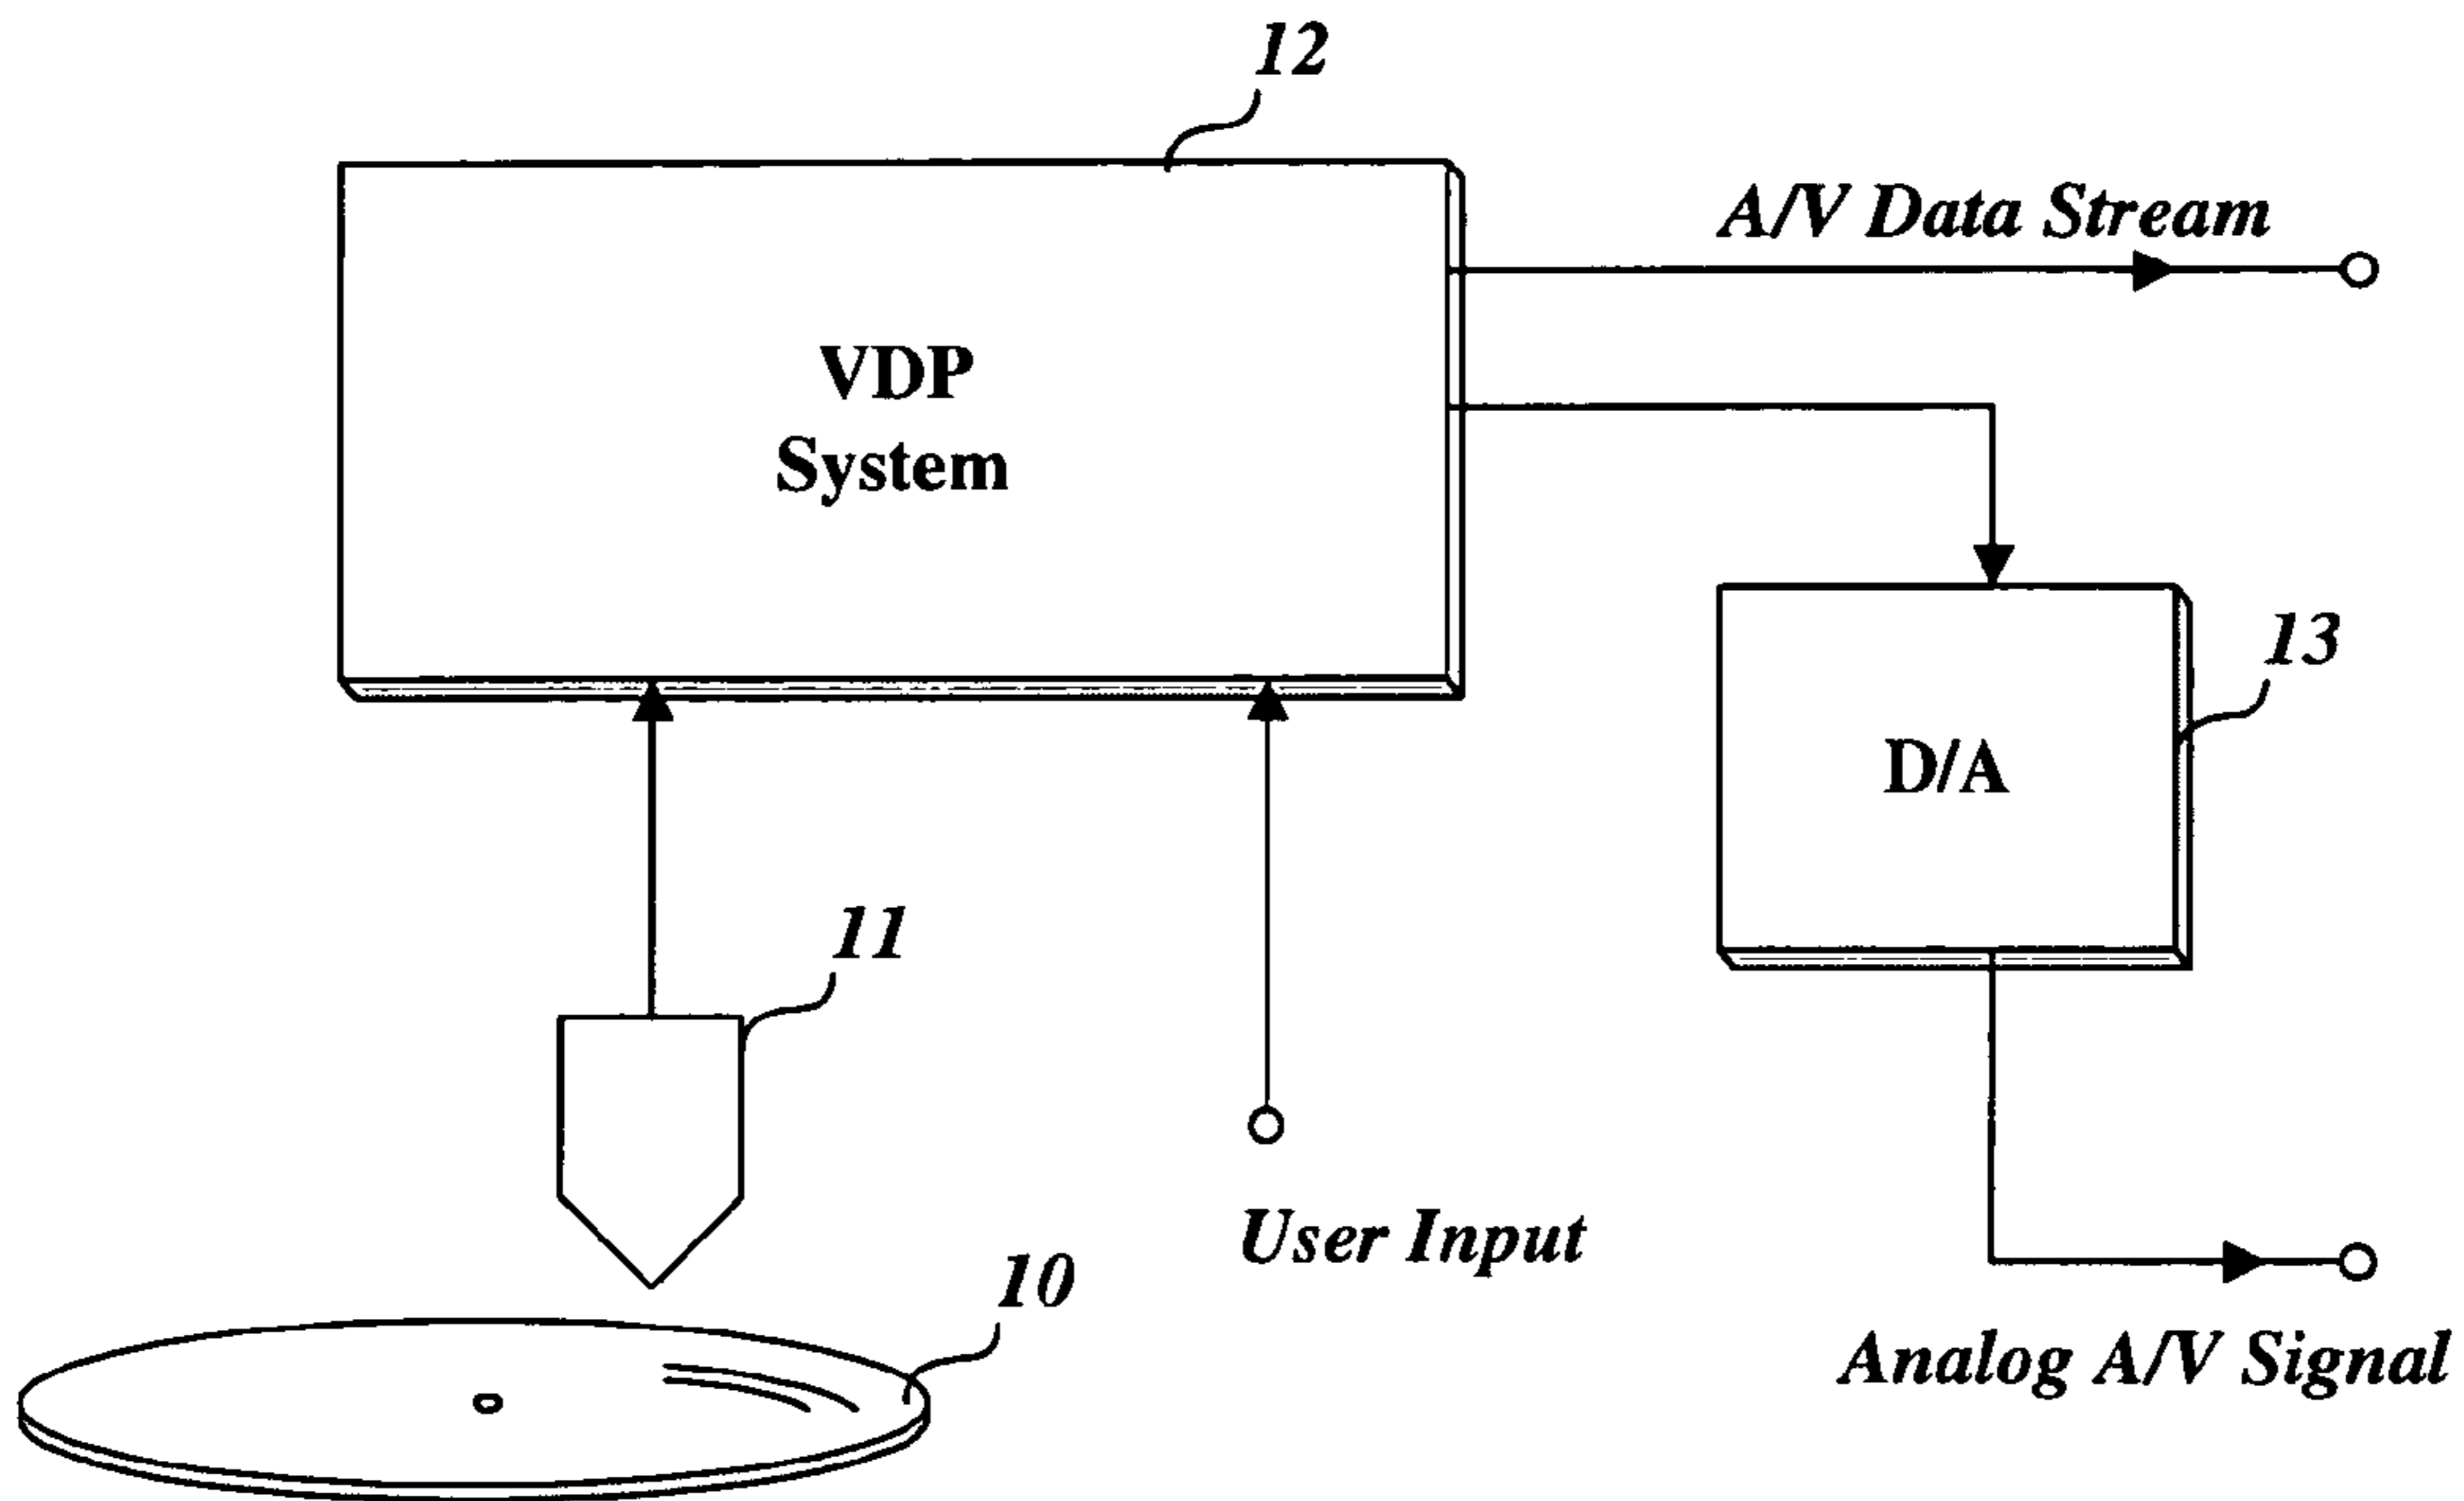 12
A/V Data Stream
VDP
System
13
D/A
11
User Input
10
Analog A/V Signal